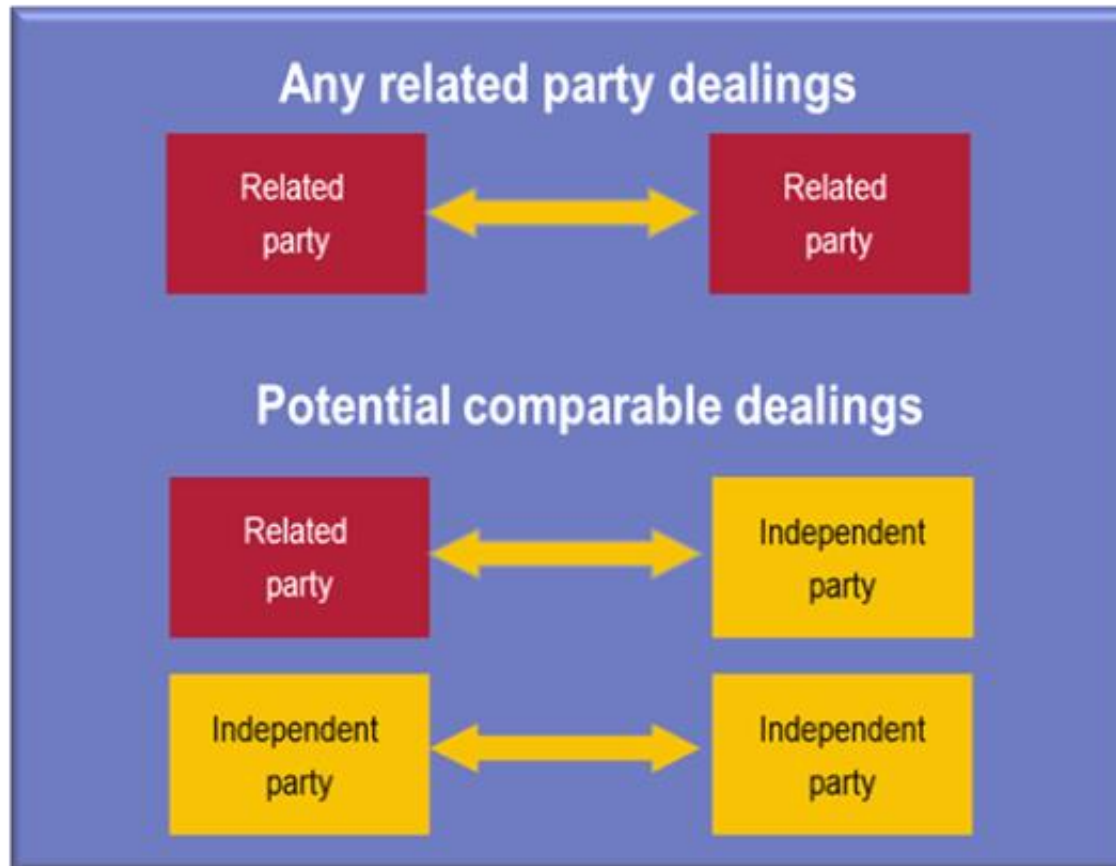 Any related party dealings
Related
party
Related
party
Potential comparable dealings
Related
party
Independent
party
Independent
party
Independent
party